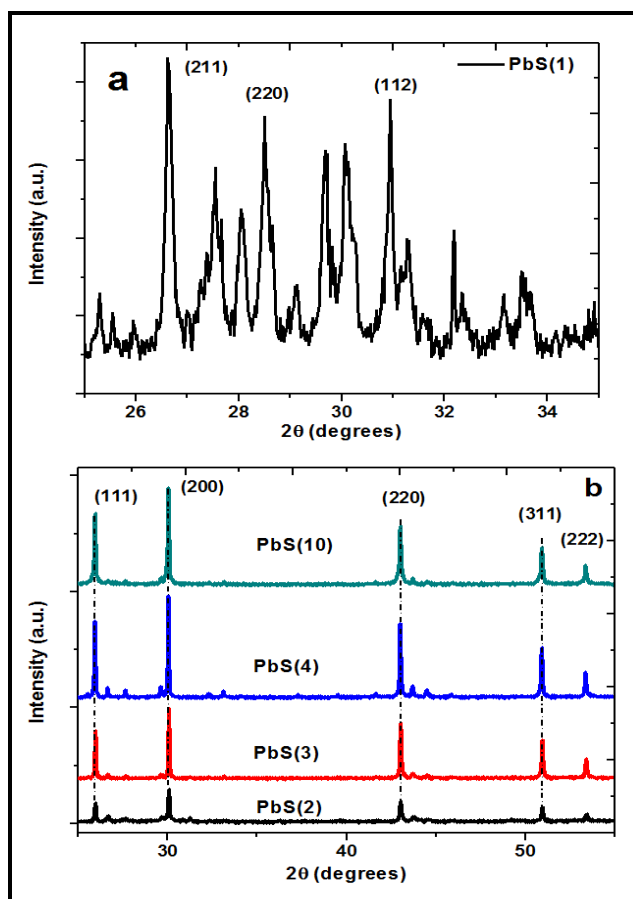 a
(211)
(220)
(112)
PbS(1)
Intensity (a.u.)
26 28 30 32 34
2θ (degrees)
b
(111)
(200)
(220)
(311)
(222)
PbS(10)
PbS(4)
PbS(3)
PbS(2)
Intensity (a.u.)
30 40 50
2θ (degrees)